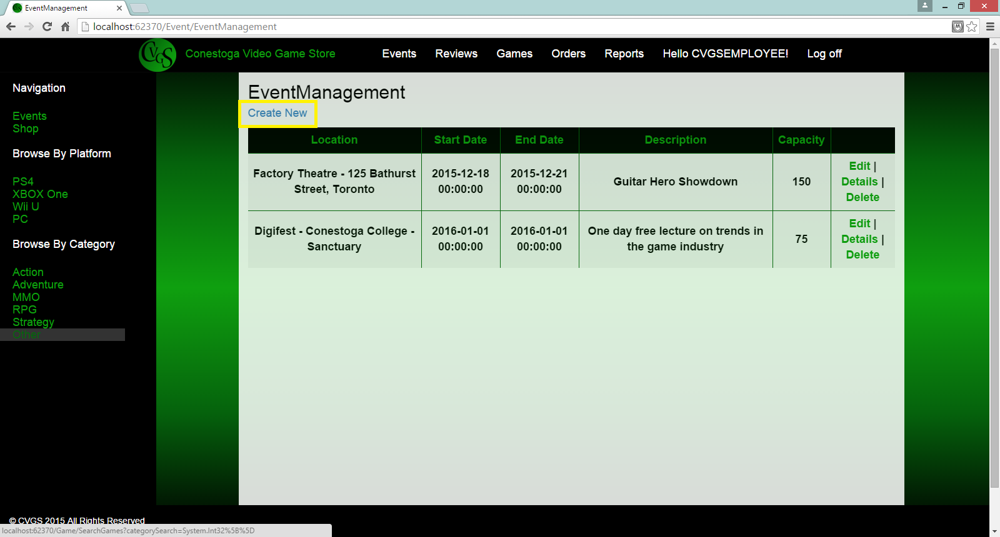 EventManagement
localhost:62370/Event/EventManagement
CVGS
Conestoga Video Game Store
Events
Reviews
Games
Orders
Reports
Hello CVGSEMPLOYEE!
Log off
Navigation
Events
Shop
Browse By Platform
PS4
XBOX One
Wii U
PC
Browse By Category
Action
Adventure
MMO
RPG
Strategy
Other
EventManagement
Create New
Location Start Date End Date Description Capacity
Factory Theatre - 125 Bathurst
Street, Toronto
2015-12-18
00:00:00
2015-12-21
00:00:00
Guitar Hero Showdown
150
Edit |
Details |
Delete
Digifest - Conestoga College -
Sanctuary
2016-01-01
00:00:00
2016-01-01
00:00:00
One day free lecture on trends in
the game industry
75
Edit |
Details |
Delete
© CVGS 2015 All Rights Reserved
localhost:62370/Game/SearchGames?categorySearch=System.Int32%5B%5D